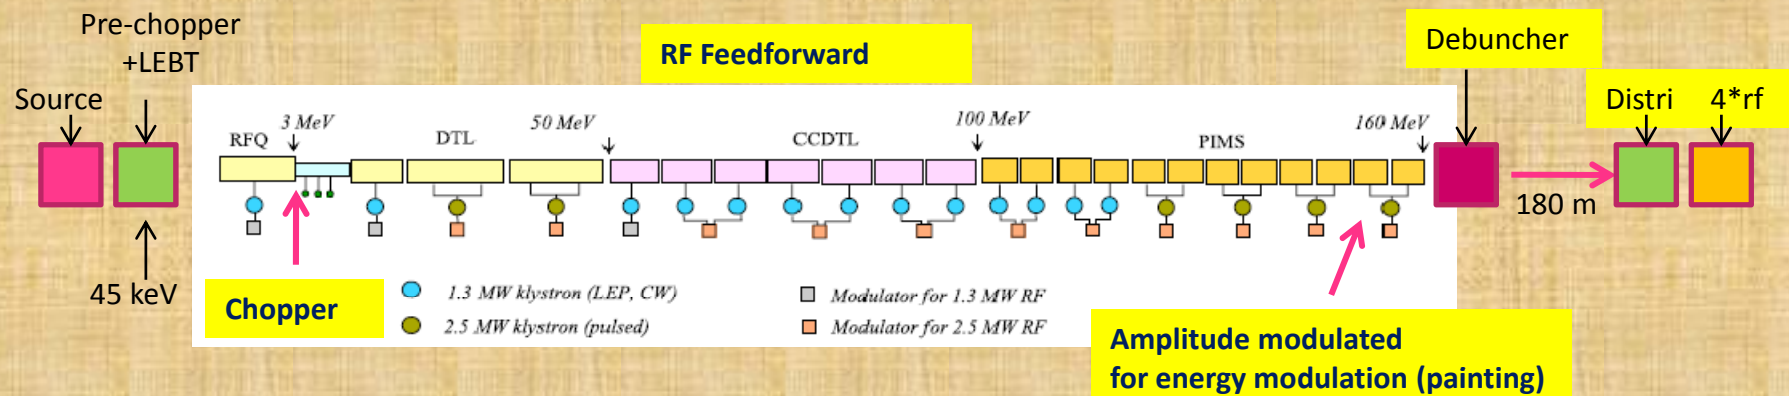 Pre-chopper
+LEBT
Source
45 keV
RF Feedforward
Debuncher
Distri
4*rf
RFQ
3 MeV
DTL
50 MeV
CCDTL
100 MeV
PIMS
160 MeV
180 m
Chopper
1.3 MW klystron (LEP, CW)
Modulator for 1.3 MW RF
2.5 MW klystron (pulsed)
Modulator for 2.5 MW RF
Amplitude modulated
for energy modulation (painting)